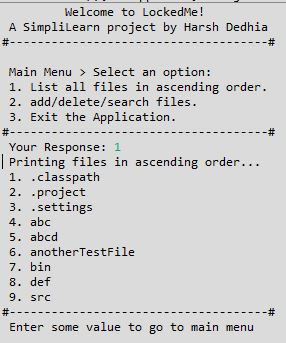 Welcome to LockedMe!
A SimpliLearn project by Harsh Dedhia
#-----------------------------------#
Main Menu > Select an option:
1. List all files in ascending order.
2. add/delete/search files.
3. Exit the Application.
#-----------------------------------#
Your Response: 1
Printing files in ascending order...
1. .classpath
2. .project
3. .settings
4. abc
5. abcd
6. anotherTestFile
7. bin
8. def
9. src
#-----------------------------------#
Enter some value to go to main menu